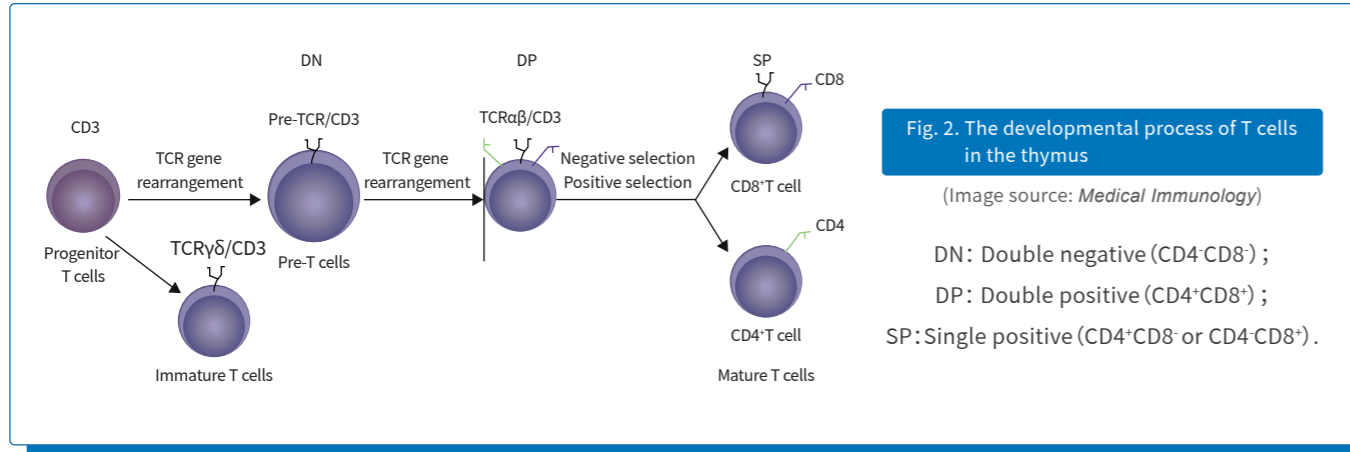 DN
DP
SP
CD8
CD3
Pre-TCR/CD3
TCRαβ/CD3
TCR gene
rearrangement
TCR gene
rearrangement
Negative selection
Positive selection
CD8⁺T cell
Progenitor
T cells
TCRγδ/CD3
Pre-T cells
CD4
Immature T cells
CD4⁺T cell
Mature T cells
Fig. 2. The developmental process of T cells
in the thymus
(Image source: Medical Immunology)
DN: Double negative (CD4⁻CD8⁻) ;
DP: Double positive (CD4⁺CD8⁺) ;
SP:Single positive (CD4⁺CD8⁻ or CD4⁻CD8⁺) .